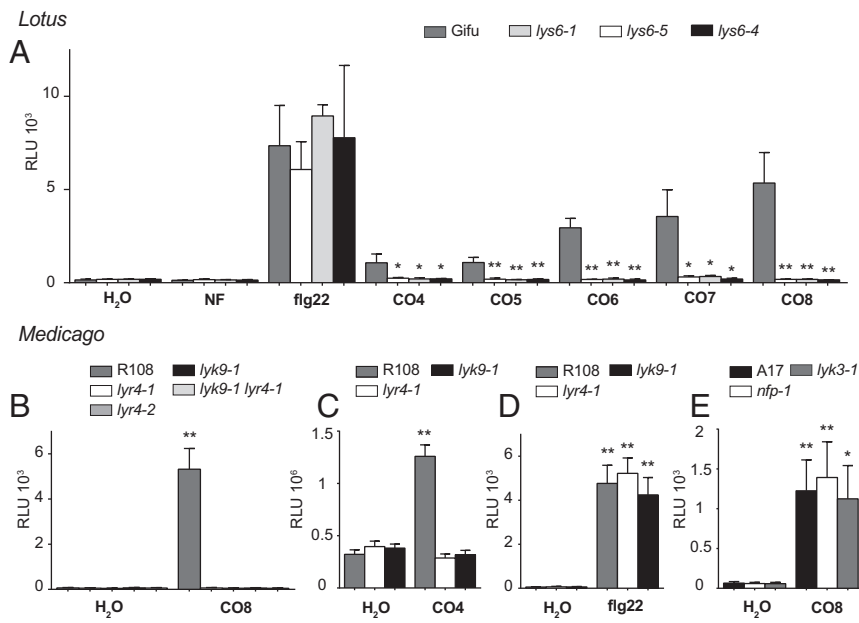 Lotus
A
Gifu lys6-1 lys6-5 lys6-4
RLU 10³
10
5
0
* * * ** ** ** ** ** ** * * * ** ** **
H₂O NF flg22 CO4 CO5 CO6 CO7 CO8
Medicago
B
R108 lyk9-1
lyr4-1 lyk9-1 lyr4-1
lyr4-2
RLU 10³
6
4
2
0
**
H₂O CO8
C
R108 lyk9-1
lyr4-1
RLU 10⁶
1.5
1
0.5
0
**
H₂O CO4
D
R108 lyk9-1
lyr4-1
RLU 10³
6
4
2
0
** ** **
H₂O flg22
E
A17 lyk3-1
nfp-1
RLU 10³
2
1.5
1
0.5
0
** ** *
H₂O CO8